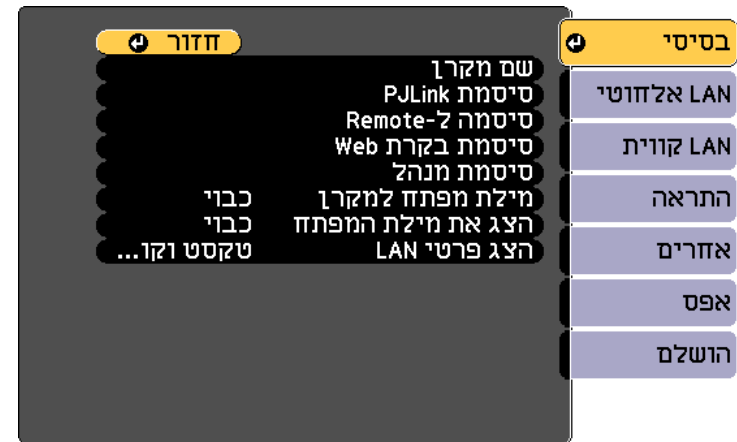 בסיסי
LAN אלחוטי
LAN קווית
התראה
אחרים
אפס
הושלם
חזור
שם מקרן
סיסמת PJLink
סיסמה ל-Remote
סיסמת בקרת Web
סיסמת מנהל
מילת מפתח למקרן כבוי
הצג את מילת המפתח כבוי
הצג פרטי LAN טקסט וקו...